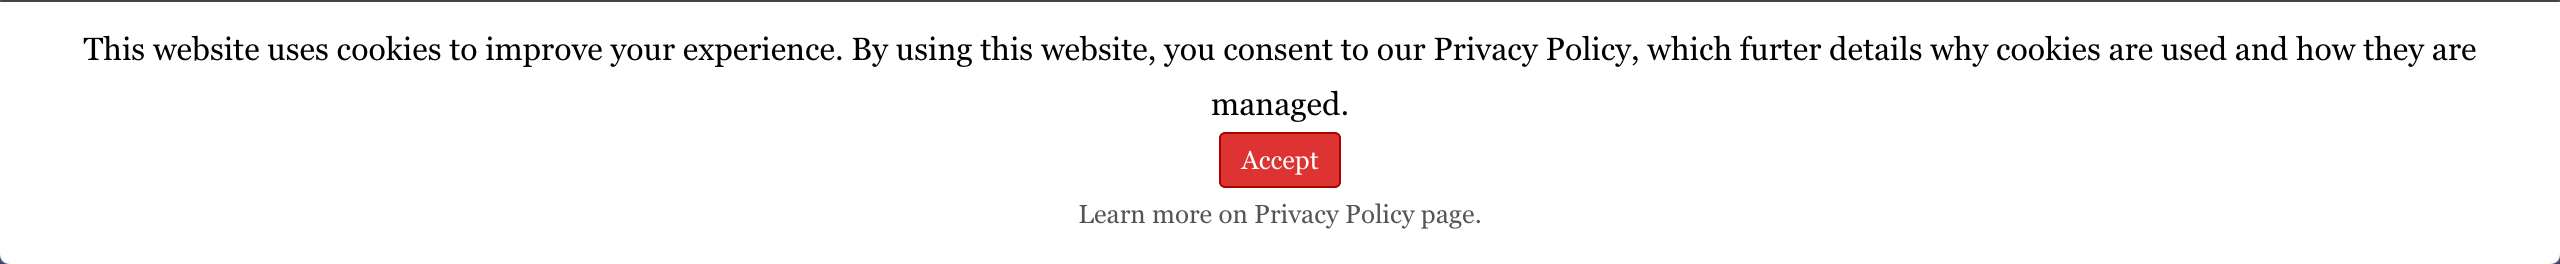 This website uses cookies to improve your experience. By using this website, you consent to our Privacy Policy, which furter details why cookies are used and how they are
managed.
Accept
Learn more on Privacy Policy page.